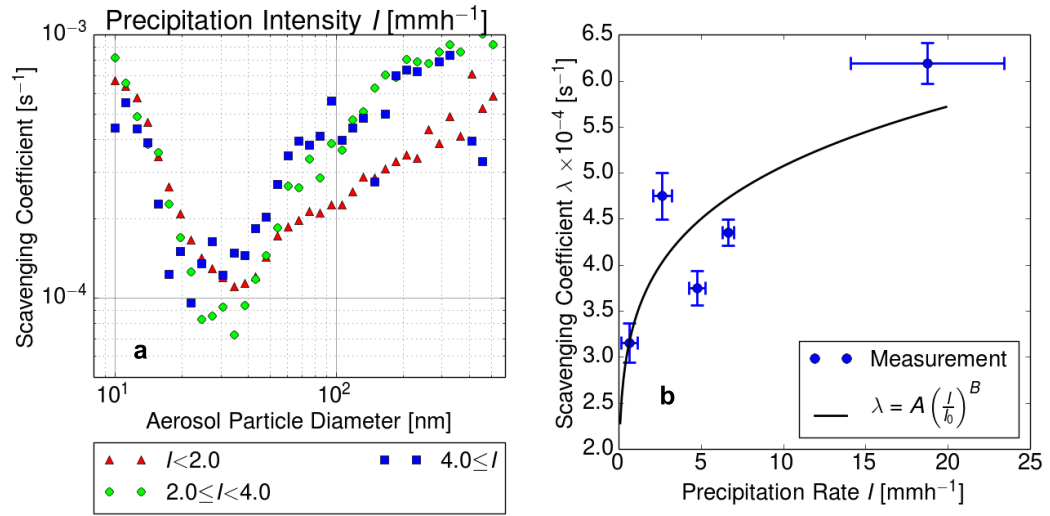 Precipitation Intensity I [mmh⁻¹]
Scavenging Coefficient [s⁻¹]
10⁻³
10⁻⁴
a
10¹
10²
Aerosol Particle Diameter [nm]
I<2.0
2.0≤I<4.0
4.0≤I
Scavenging Coefficient λ ×10⁻⁴ [s⁻¹]
6.5
6.0
5.5
5.0
4.5
4.0
3.5
3.0
2.5
2.0
b
Measurement
λ = A (I/I₀)ᴮ
0
5
10
15
20
25
Precipitation Rate I [mmh⁻¹]